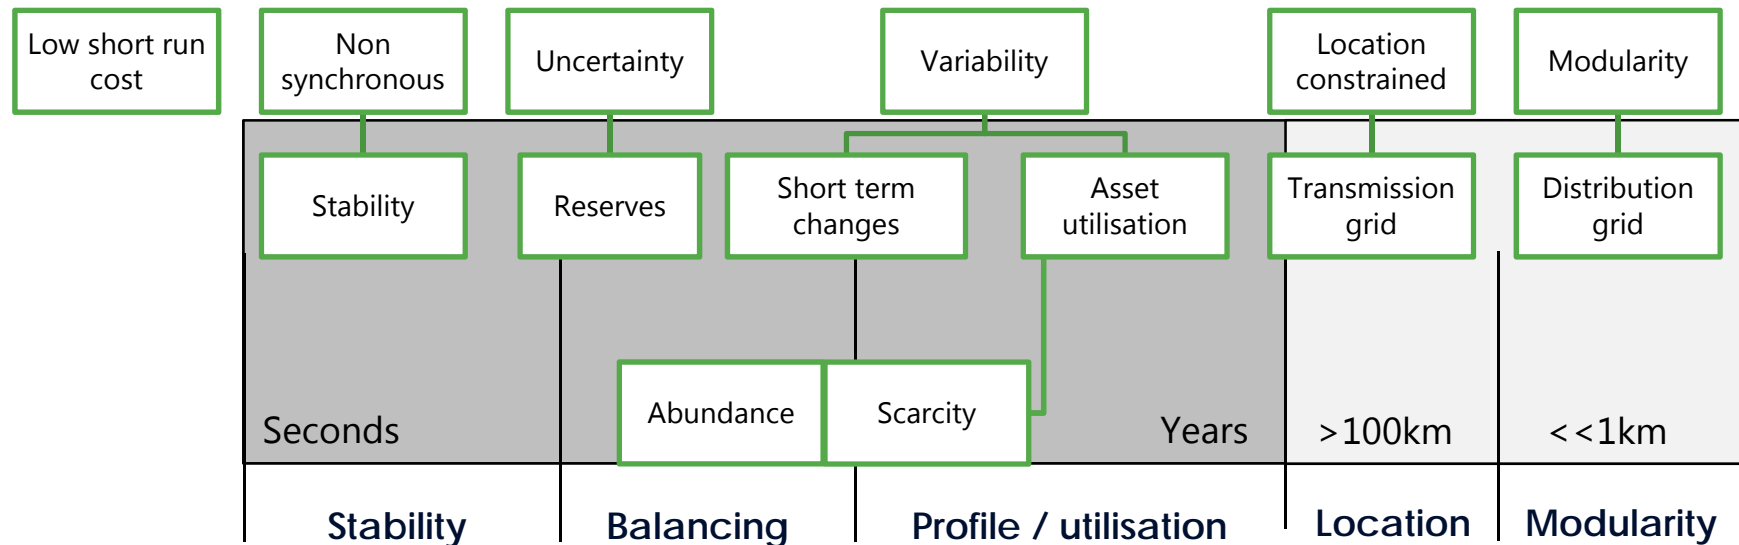 Low short run
cost
Non
synchronous
Uncertainty
Variability
Location
constrained
Modularity
Stability
Reserves
Short term
changes
Asset
utilisation
Transmission
grid
Distribution
grid
Abundance
Scarcity
Seconds
Years
>100km
<<1km
Stability
Balancing
Profile / utilisation
Location
Modularity